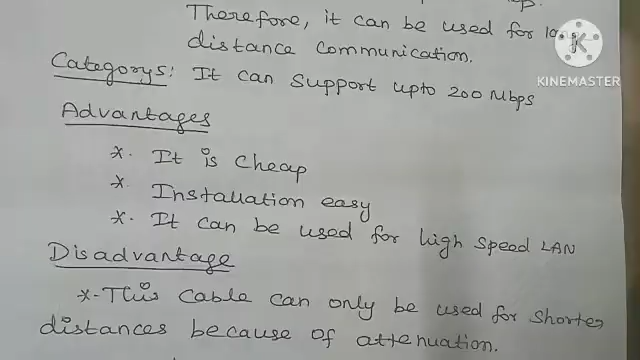 Therefore, it can be used for long
distance communication.
Categorys: It can support upto 200 Mbps
KINEMASTER
Advantages
*. It is cheap
*. Installation easy
*. It can be used for high speed LAN
Disadvantage
*-This cable can only be used for shorter
distances because of attenuation.